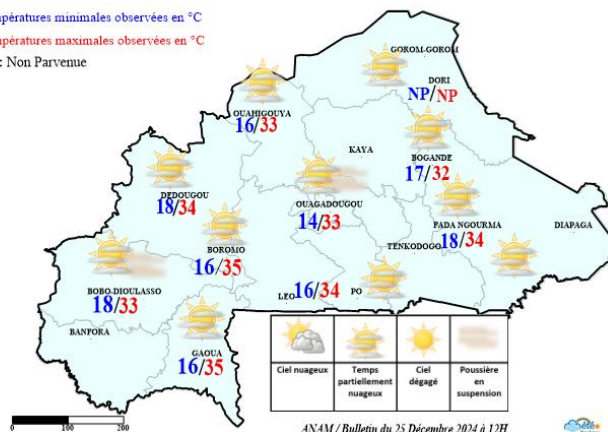 pératures minimales observées en °C
pératures maximales observées en °C
: Non Parvenue
GOROM-GOROM
DORI
NP/NP
OUAHIGOUYA
16/33
KAYA
BOGANDE
17/32
DEDOUGOU
18/34
OUAGADOUGOU
14/33
FADA NGOURMA
18/34
DIAPAGA
TENKODOGO
BOROMO
16/35
BOBO-DIOULASSO
18/33
LEO
16/34
PO
BANFORA
GAOUA
16/35
Ciel nuageux
Temps
partiellement
nuageux
Ciel
dégagé
Poussière
en
suspension
0 100 200
ANAM / Bulletin du 25 Décembre 2024 à 12H